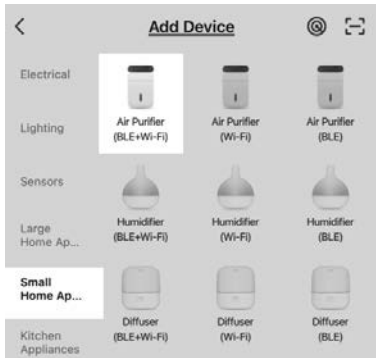 Add Device
Electrical
Lighting
Sensors
Large
Home Ap...
Small
Home Ap...
Kitchen
Appliances
Air Purifier
(BLE+Wi-Fi)
Air Purifier
(Wi-Fi)
Air Purifier
(BLE)
Humidifier
(BLE+Wi-Fi)
Humidifier
(Wi-Fi)
Humidifier
(BLE)
Diffuser
(BLE+Wi-Fi)
Diffuser
(Wi-Fi)
Diffuser
(BLE)